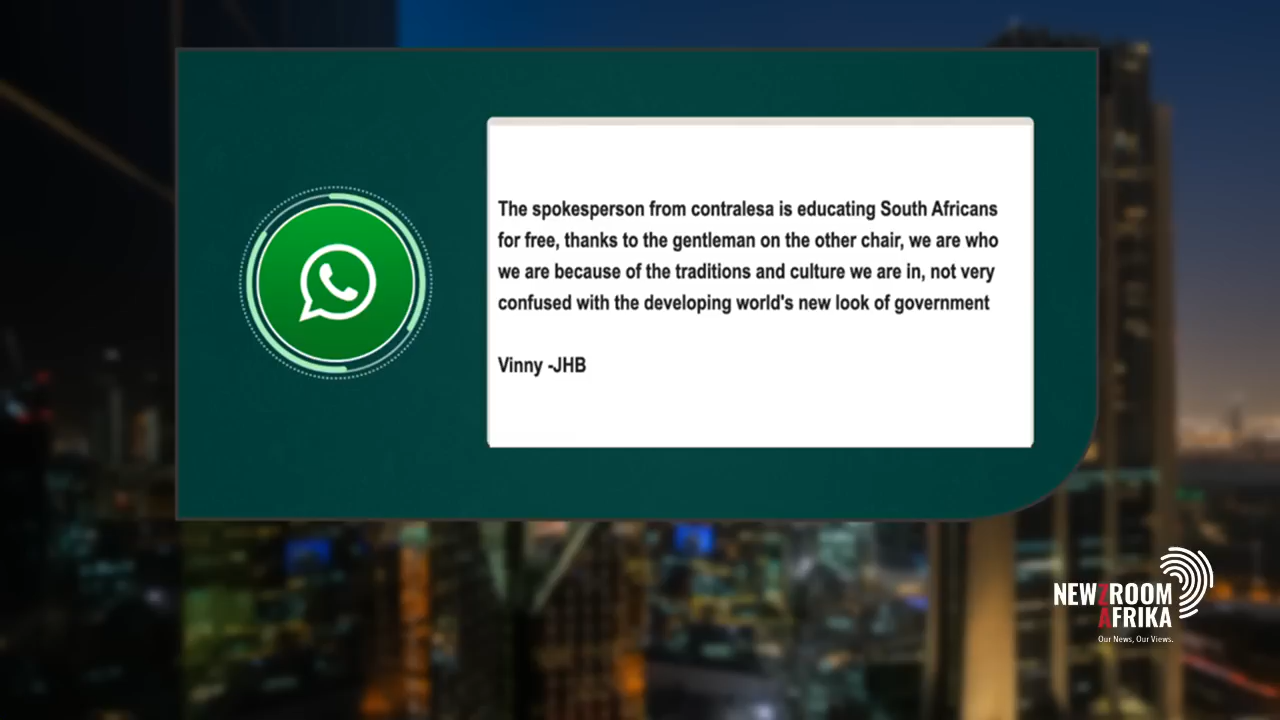 The spokesperson from contralesa is educating South Africans
for free, thanks to the gentleman on the other chair, we are who
we are because of the traditions and culture we are in, not very
confused with the developing world's new look of government
Vinny -JHB
NEWZROOM
AFRIKA
Our News, Our Views.